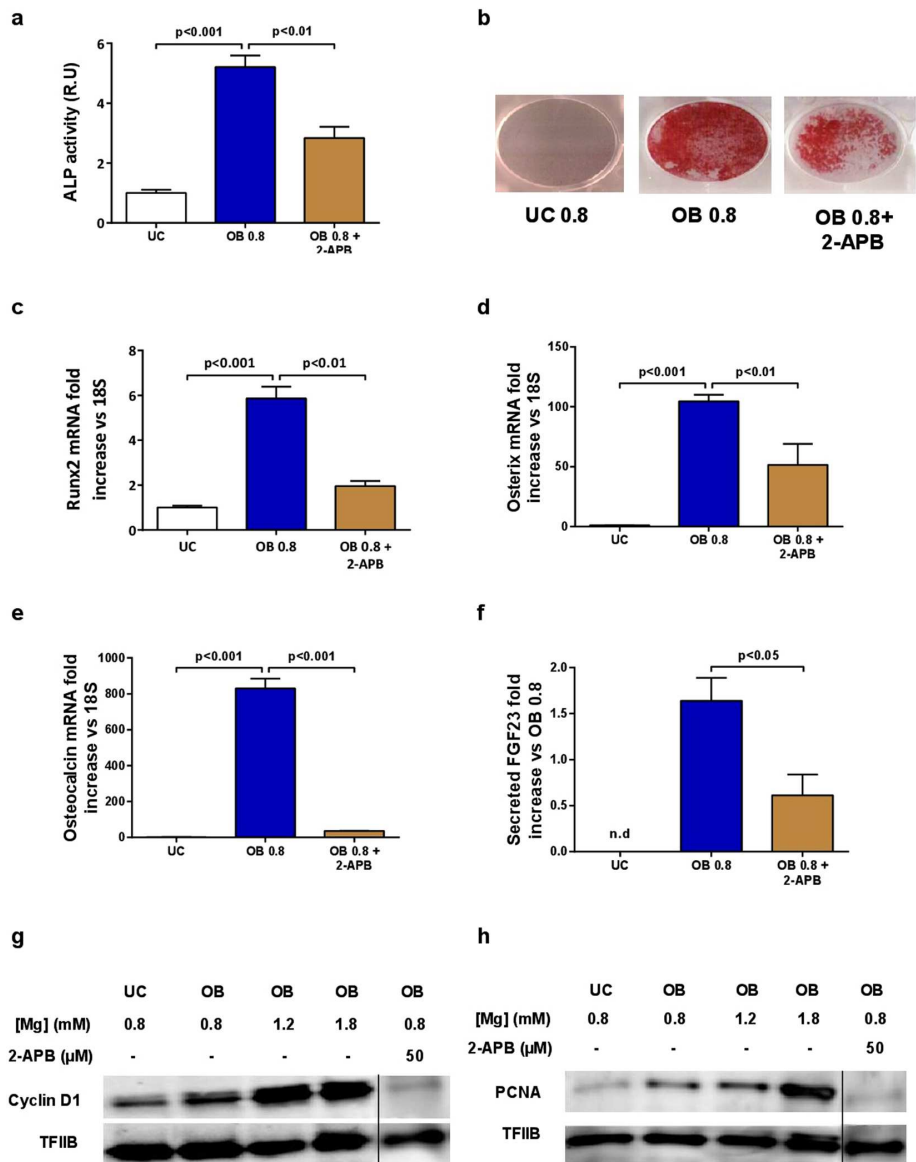 a
p<0.001
p<0.01
ALP activity (R.U)
6
4
2
0
UC
OB 0.8
OB 0.8 +
2-APB
b
UC 0.8
OB 0.8
OB 0.8+
2-APB
c
p<0.001
p<0.01
Runx2 mRNA fold
increase vs 18S
8
6
4
2
0
UC
OB 0.8
OB 0.8 +
2-APB
d
p<0.001
p<0.01
Osterix mRNA fold
increase vs 18S
150
100
50
0
UC
OB 0.8
OB 0.8 +
2-APB
e
p<0.001
p<0.001
Osteocalcin mRNA fold
increase vs 18S
1000
800
600
400
200
0
UC
OB 0.8
OB 0.8 +
2-APB
f
p<0.05
Secreted FGF23 fold
increase vs OB 0.8
2.0
1.5
1.0
0.5
0.0
n.d
UC
OB 0.8
OB 0.8 +
2-APB
g
UC OB OB OB OB
[Mg] (mM) 0.8 0.8 1.2 1.8 0.8
2-APB (µM) - - - - 50
Cyclin D1
TFIIB
h
UC OB OB OB OB
[Mg] (mM) 0.8 0.8 1.2 1.8 0.8
2-APB (µM) - - - - 50
PCNA
TFIIB